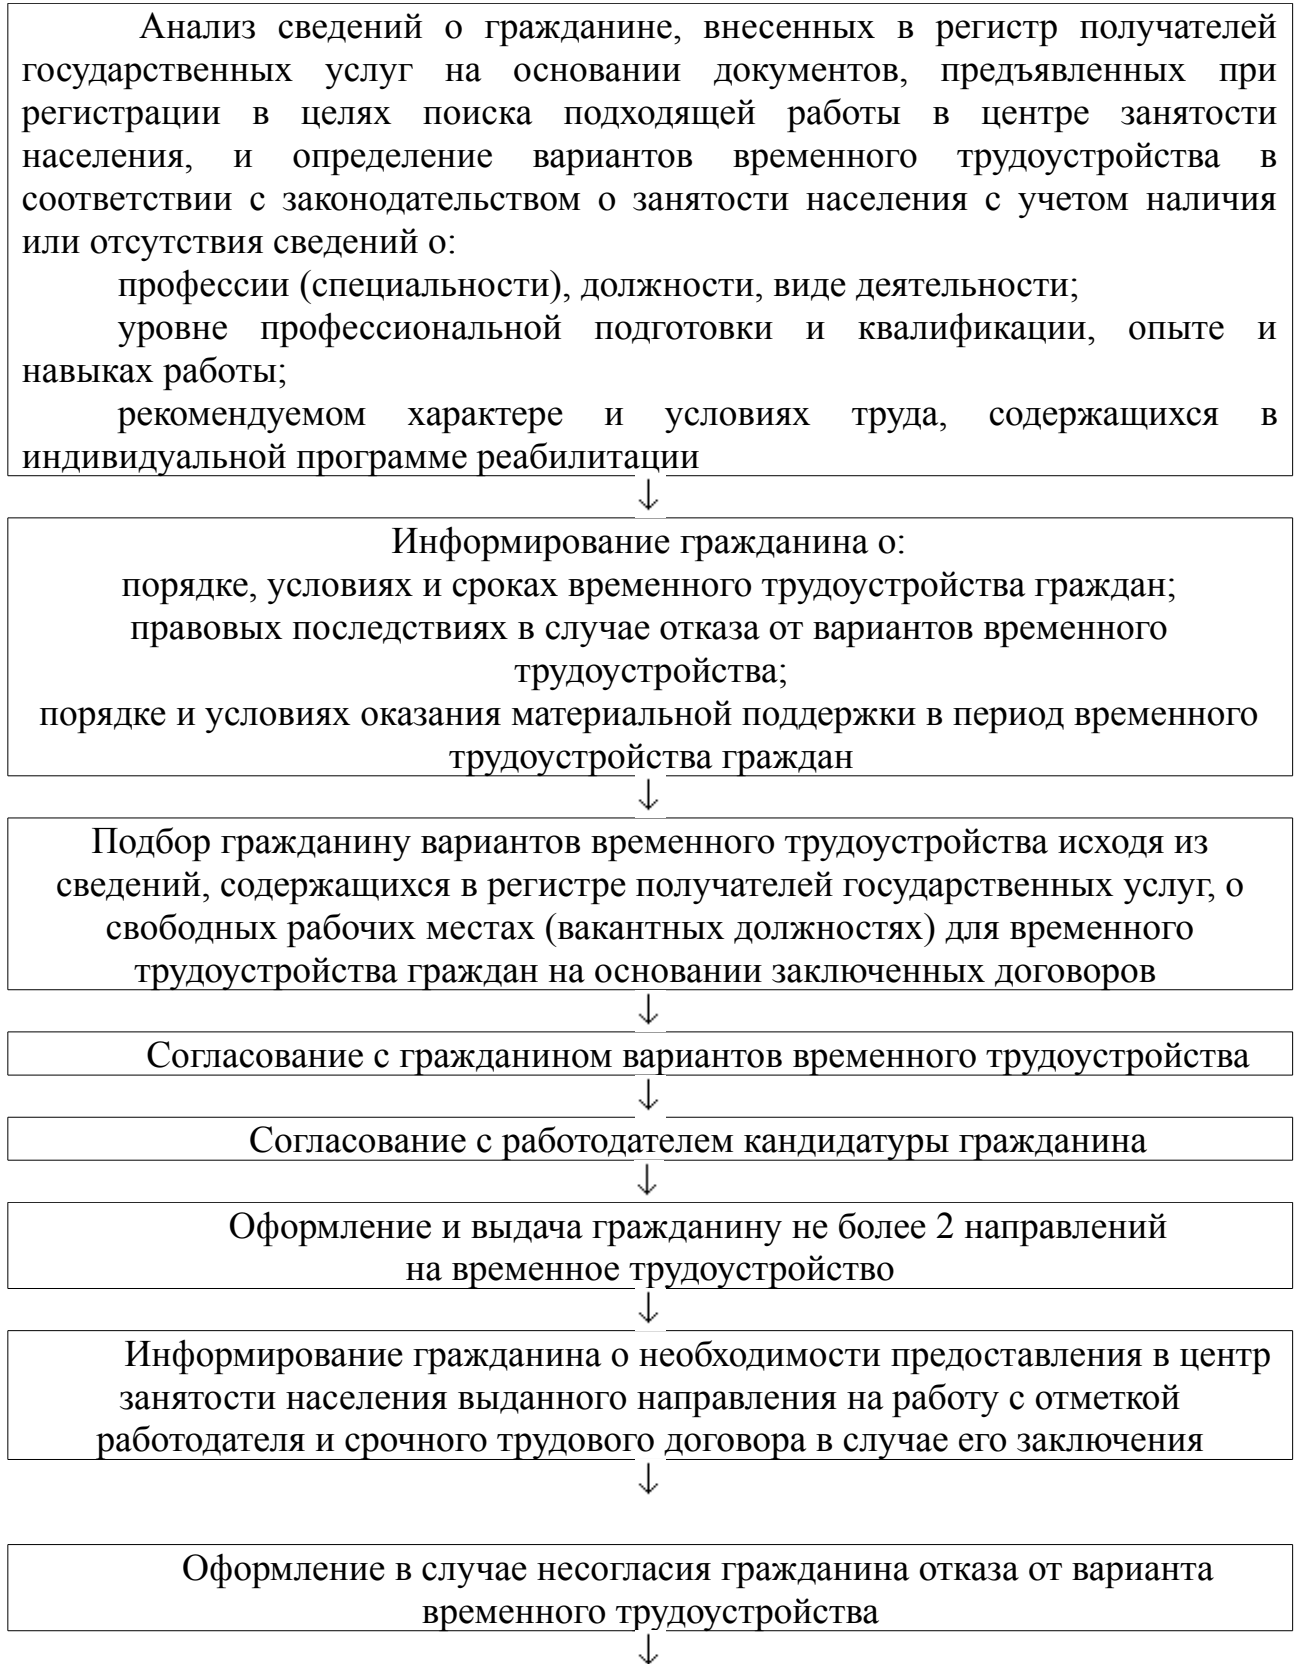 Анализ сведений о гражданине, внесенных в регистр получателей
государственных услуг на основании документов, предъявленных при
регистрации в целях поиска подходящей работы в центре занятости
населения, и определение вариантов временного трудоустройства в
соответствии с законодательством о занятости населения с учетом наличия
или отсутствия сведений о:
профессии (специальности), должности, виде деятельности;
уровне профессиональной подготовки и квалификации, опыте и
навыках работы;
рекомендуемом характере и условиях труда, содержащихся в
индивидуальной программе реабилитации
↓
Информирование гражданина о:
порядке, условиях и сроках временного трудоустройства граждан;
правовых последствиях в случае отказа от вариантов временного
трудоустройства;
порядке и условиях оказания материальной поддержки в период временного
трудоустройства граждан
↓
Подбор гражданину вариантов временного трудоустройства исходя из
сведений, содержащихся в регистре получателей государственных услуг, о
свободных рабочих местах (вакантных должностях) для временного
трудоустройства граждан на основании заключенных договоров
↓
Согласование с гражданином вариантов временного трудоустройства
↓
Согласование с работодателем кандидатуры гражданина
↓
Оформление и выдача гражданину не более 2 направлений
на временное трудоустройство
↓
Информирование гражданина о необходимости предоставления в центр
занятости населения выданного направления на работу с отметкой
работодателя и срочного трудового договора в случае его заключения
↓
Оформление в случае несогласия гражданина отказа от варианта
временного трудоустройства
↓